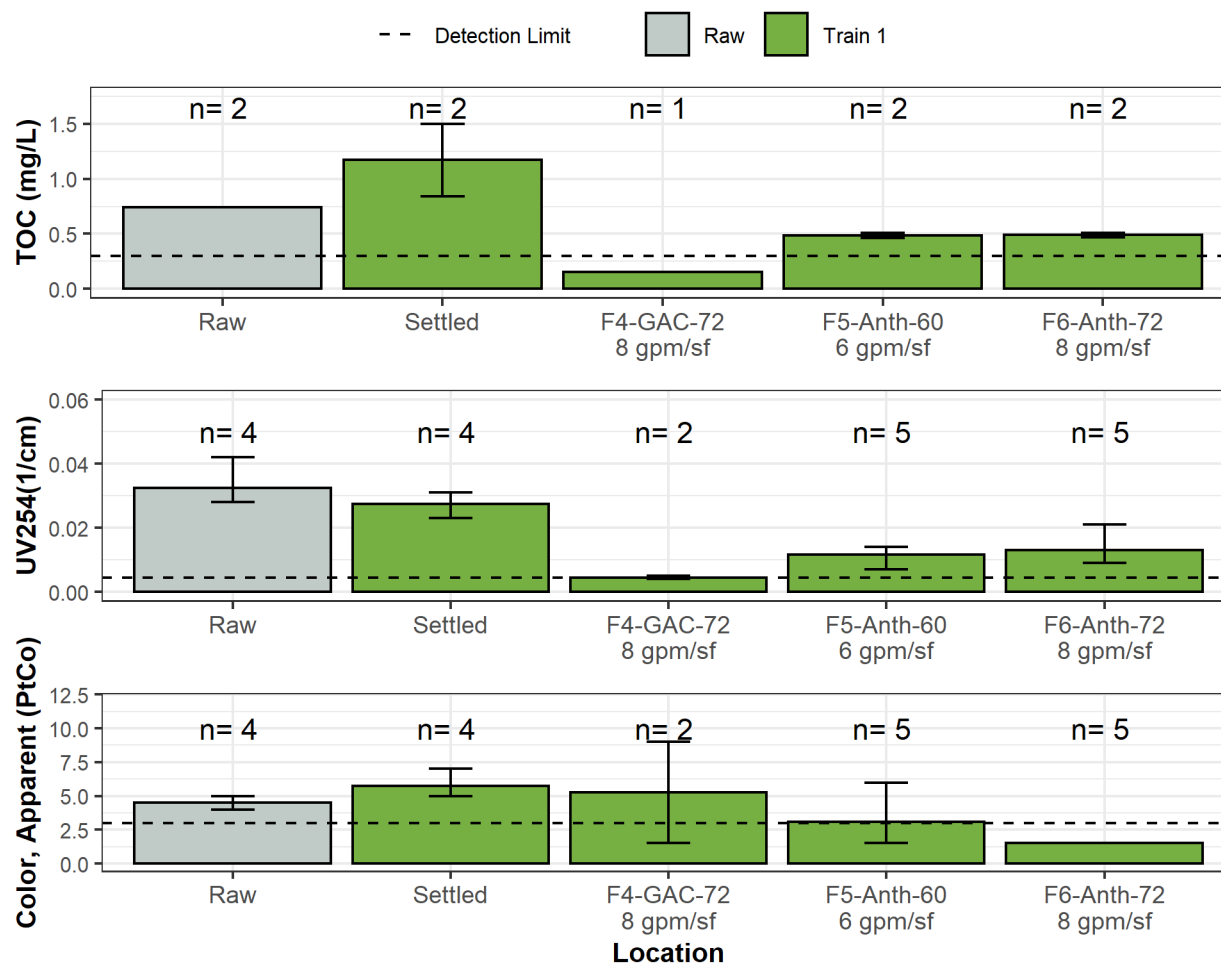 Detection Limit Raw Train 1
TOC (mg/L)
1.5
1.0
0.5
0.0
n= 2 n= 2 n= 1 n= 2 n= 2
Raw Settled F4-GAC-72 F5-Anth-60 F6-Anth-72
8 gpm/sf 6 gpm/sf 8 gpm/sf
UV254(1/cm)
0.06
0.04
0.02
0.00
n= 4 n= 4 n= 2 n= 5 n= 5
Raw Settled F4-GAC-72 F5-Anth-60 F6-Anth-72
8 gpm/sf 6 gpm/sf 8 gpm/sf
Color, Apparent (PtCo)
12.5
10.0
7.5
5.0
2.5
0.0
n= 4 n= 4 n= 2 n= 5 n= 5
Raw Settled F4-GAC-72 F5-Anth-60 F6-Anth-72
8 gpm/sf 6 gpm/sf 8 gpm/sf
Location